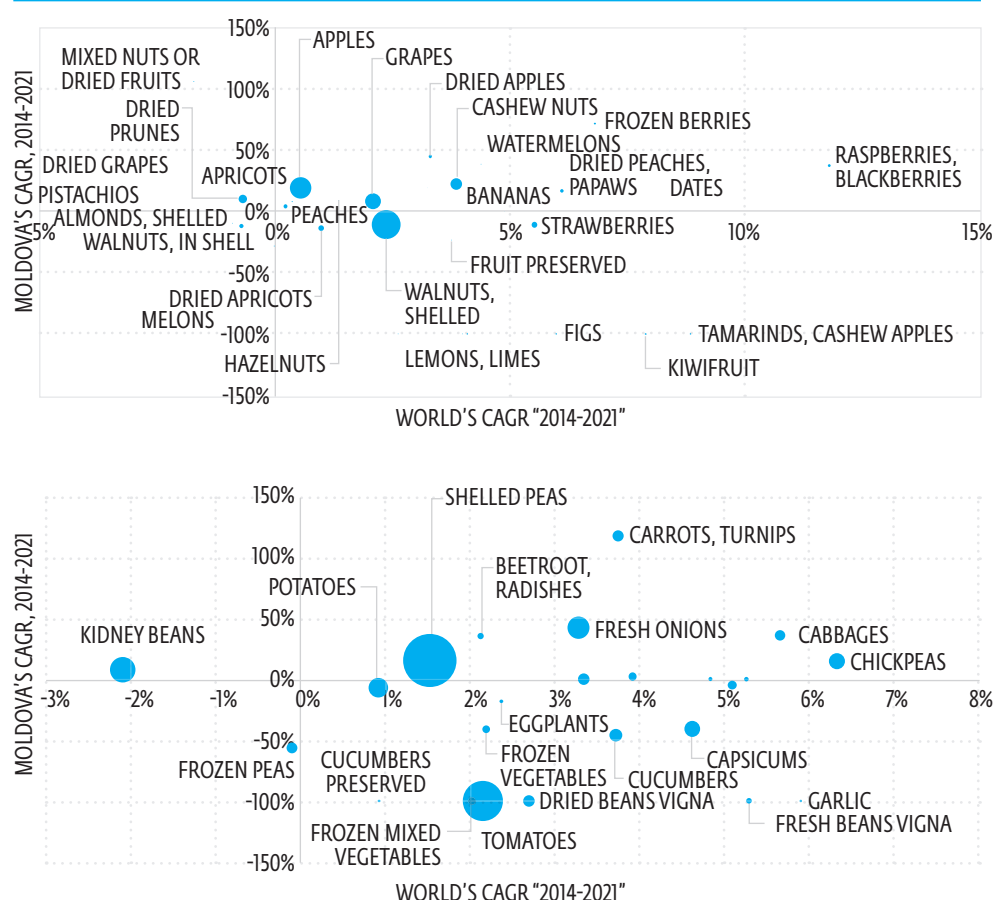 150%
APPLES
MIXED NUTS OR
DRIED FRUITS
GRAPES
100%
DRIED APPLES
DRIED
PRUNES
CASHEW NUTS
FROZEN BERRIES
WATERMELONS
50%
DRIED GRAPES
APRICOTS
DRIED PEACHES,
PAPAWS
DATES
RASPBERRIES,
BLACKBERRIES
PISTACHIOS
BANANAS
0%
ALMONDS, SHELLED
PEACHES
5%
WALNUTS, IN SHELL
0%
5%
STRAWBERRIES
10%
15%
-50%
FRUIT PRESERVED
DRIED APRICOTS
WALNUTS,
SHELLED
MELONS
-100%
FIGS
TAMARINDS, CASHEW APPLES
HAZELNUTS
LEMONS, LIMES
KIWIFRUIT
-150%
MOLDOVA'S CAGR, 2014-2021
WORLD'S CAGR “2014-2021”
150%
SHELLED PEAS
CARROTS, TURNIPS
100%
BEETROOT,
RADISHES
POTATOES
50%
KIDNEY BEANS
FRESH ONIONS
CABBAGES
CHICKPEAS
0%
-3%
-2%
-1%
0%
1%
2%
3%
4%
5%
6%
7%
8%
EGGPLANTS
-50%
FROZEN PEAS
CUCUMBERS
PRESERVED
FROZEN
VEGETABLES
CUCUMBERS
CAPSICUMS
-100%
DRIED BEANS VIGNA
GARLIC
FRESH BEANS VIGNA
FROZEN MIXED
VEGETABLES
TOMATOES
-150%
MOLDOVA'S CAGR, 2014-2021
WORLD'S CAGR “2014-2021”